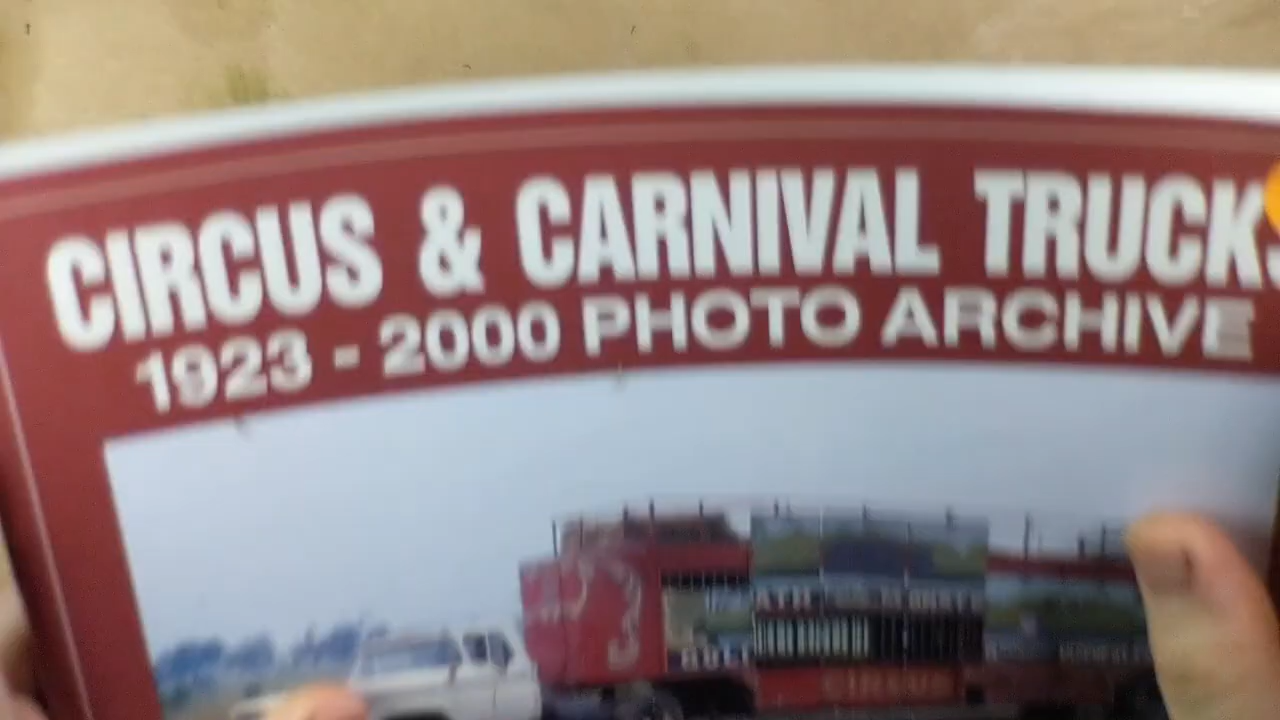 CIRCUS & CARNIVAL TRUCKS
1923 - 2000 PHOTO ARCHIVE
CIRCUS